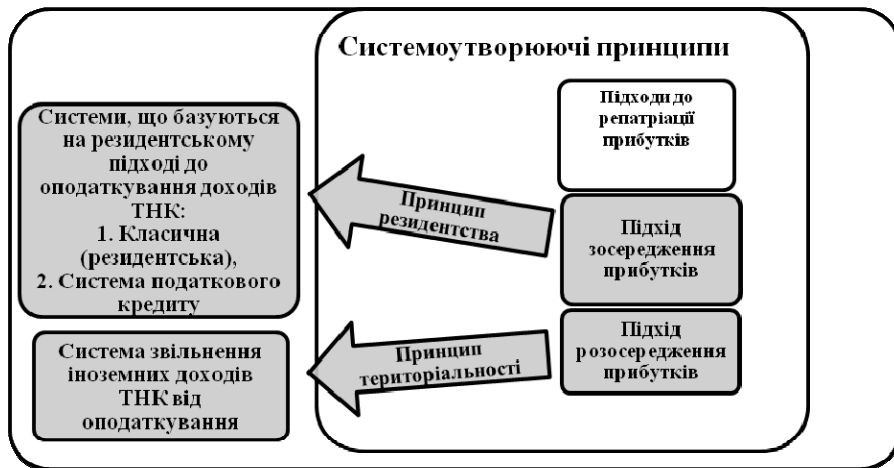 Системоутворюючі принципи
Системи, що базуються
на резидентському
підході до
оподаткування доходів
ТНК:
1. Класична
(резидентська),
2. Система податкового
кредиту
Принцип
резидентства
Підходи до
репатріації
прибутків
Підхід
зосередження
прибутків
Система звільнення
іноземних доходів
ТНК від
оподаткування
Принцип
територіальності
Підхід
розосередження
прибутків